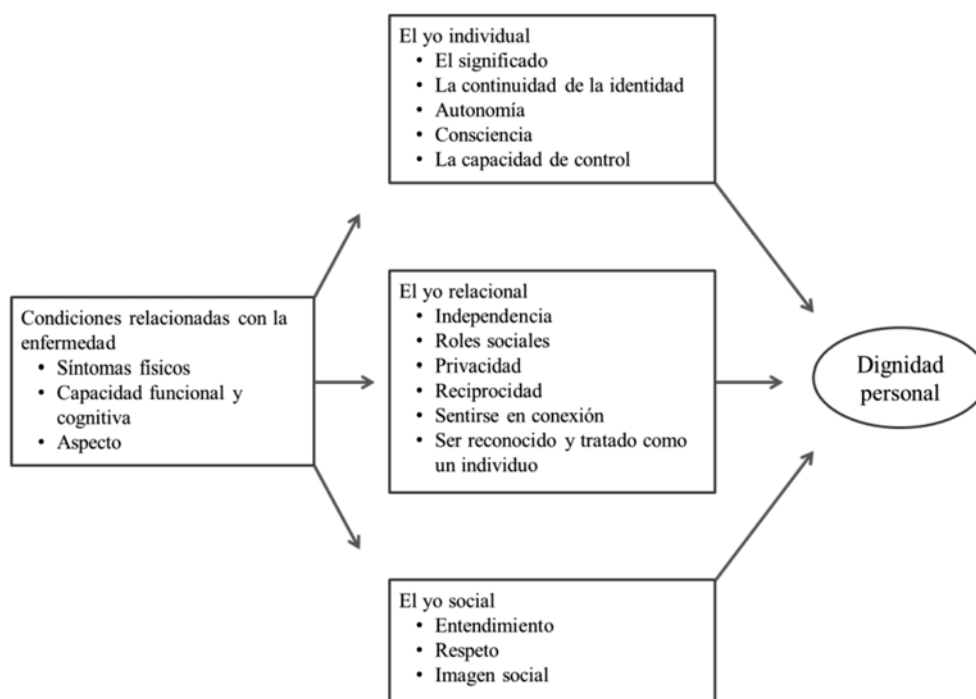 El yo individual
• El significado
• La continuidad de la identidad
• Autonomía
• Consciencia
• La capacidad de control
Condiciones relacionadas con la
enfermedad
• Síntomas físicos
• Capacidad funcional y
cognitiva
• Aspecto
El yo relacional
• Independencia
• Roles sociales
• Privacidad
• Reciprocidad
• Sentirse en conexión
• Ser reconocido y tratado como
un individuo
El yo social
• Entendimiento
• Respeto
• Imagen social
Dignidad
personal